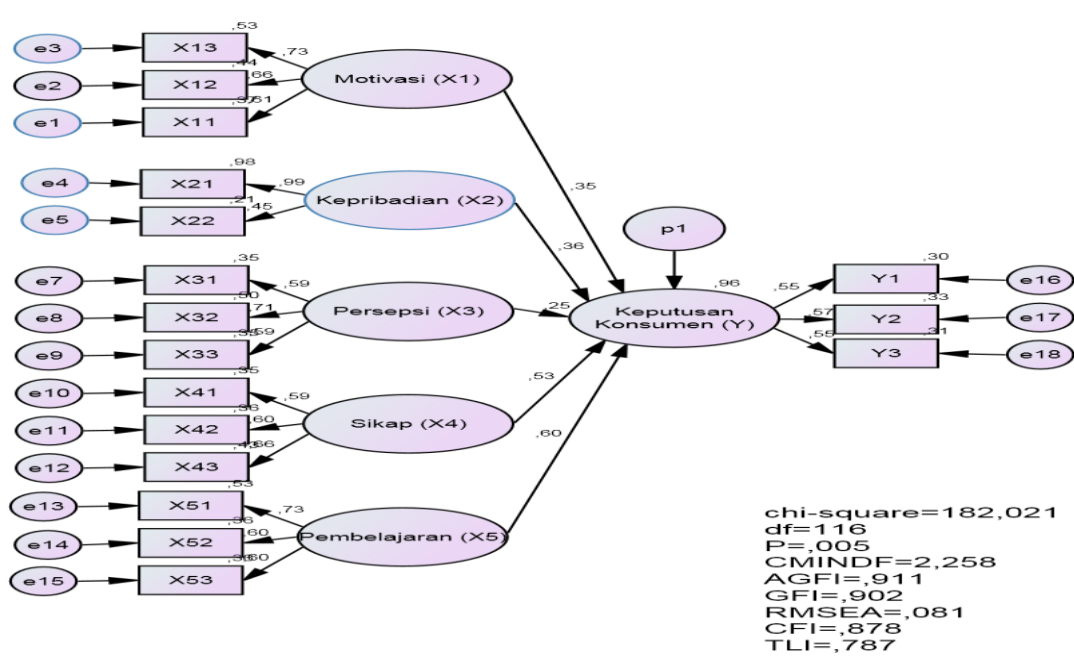 ,53
e3 X13 ,73
,44
e2 X12 ,66 Motivasi (X1)
e1 X11 ,61
,35
,98
e4 X21 ,99
,21
e5 X22 ,45 Kepribadian (X2)
,36
p1
,35
e7 X31 ,59
,50
e8 X32 ,71 Persepsi (X3)
,25
e9 X33 ,59
,96
Keputusan
Konsumen (Y)
,30
,55 Y1 e16
,33
,57 Y2 e17
,31
,55 Y3 e18
,35
e10 X41 ,59
,36
e11 X42 ,60 Sikap (X4)
,53
,43
e12 X43 ,66
,53
e13 X51 ,73
,36
e14 X52 ,60 Pembelajaran (X5)
,60
e15 X53 ,60
chi-square=182,021
df=116
P=,005
CMINDF=2,258
AGFI=,911
GFI=,902
RMSEA=,081
CFI=,878
TLI=,787